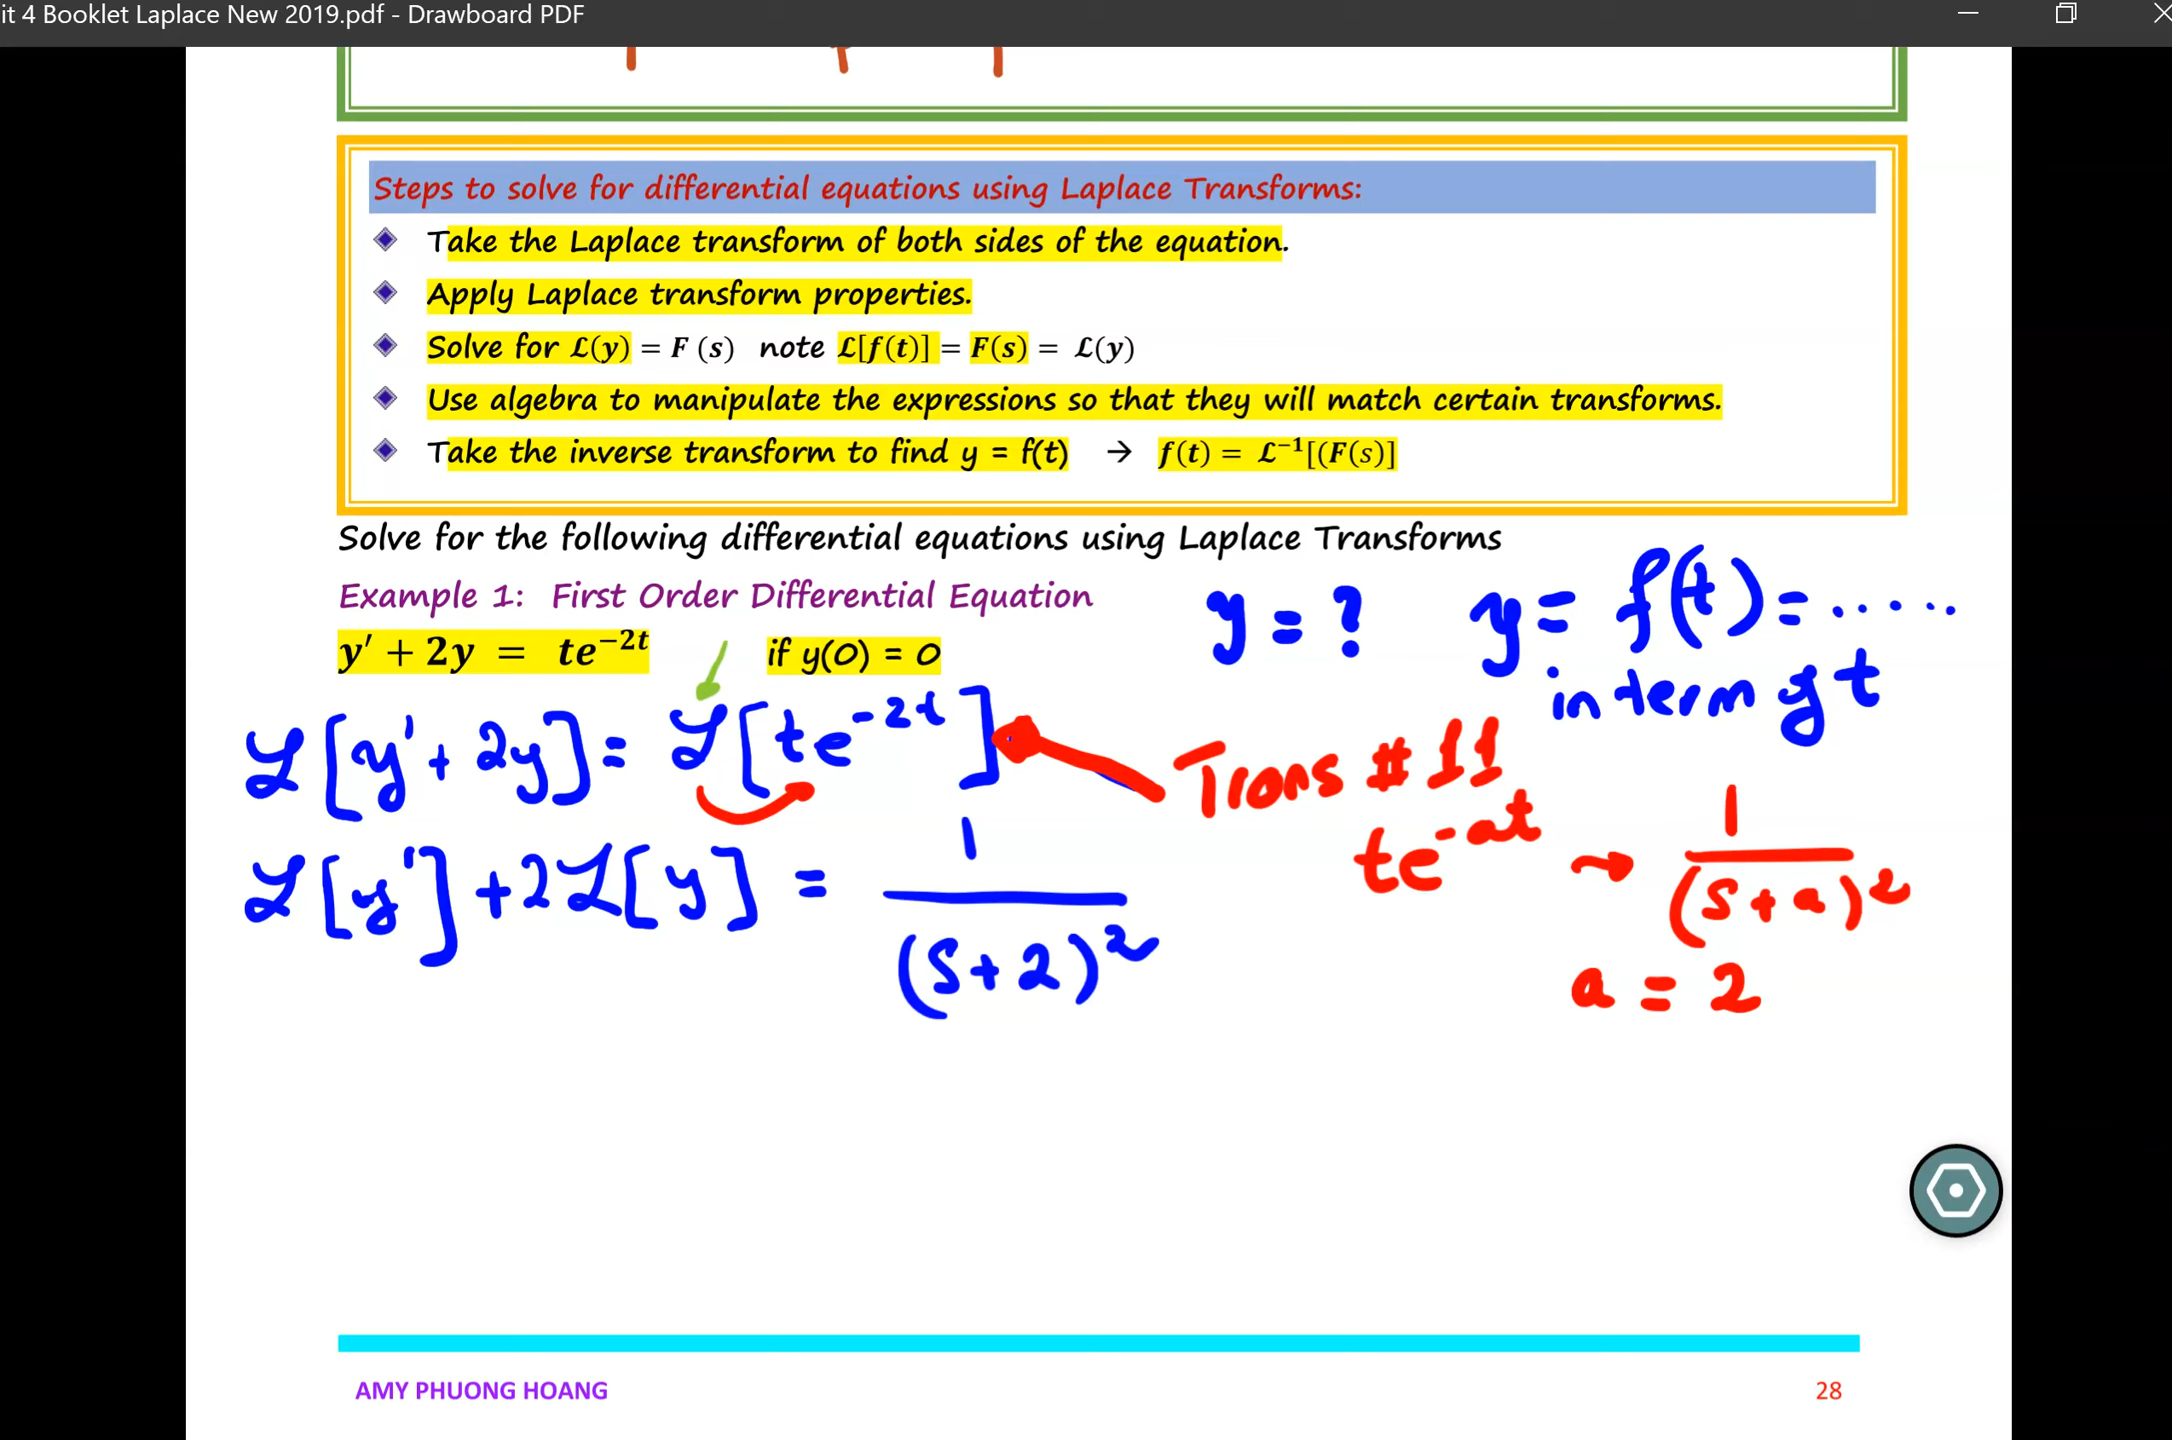 it 4 Booklet Laplace New 2019.pdf - Drawboard PDF
Steps to solve for differential equations using Laplace Transforms:
Take the Laplace transform of both sides of the equation.
Apply Laplace transform properties.
Solve for ℒ(y) = F (s)  note ℒ[f(t)] = F(s) = ℒ(y)
Use algebra to manipulate the expressions so that they will match certain transforms.
Take the inverse transform to find y = f(t) → f(t) = ℒ⁻¹[(F(s)]
Solve for the following differential equations using Laplace Transforms
Example 1: First Order Differential Equation
y = ?  y = f(t) = .....
y′ + 2y = te⁻²ᵗ  if y(0) = 0
in term of t
ℒ[y' + 2y] = ℒ[te⁻²ᵗ]
Trans # 11
te⁻ᵃᵗ → 1/(s+a)²
ℒ[y'] + 2ℒ[y] = 1/(s+2)²
a = 2
AMY PHUONG HOANG
28